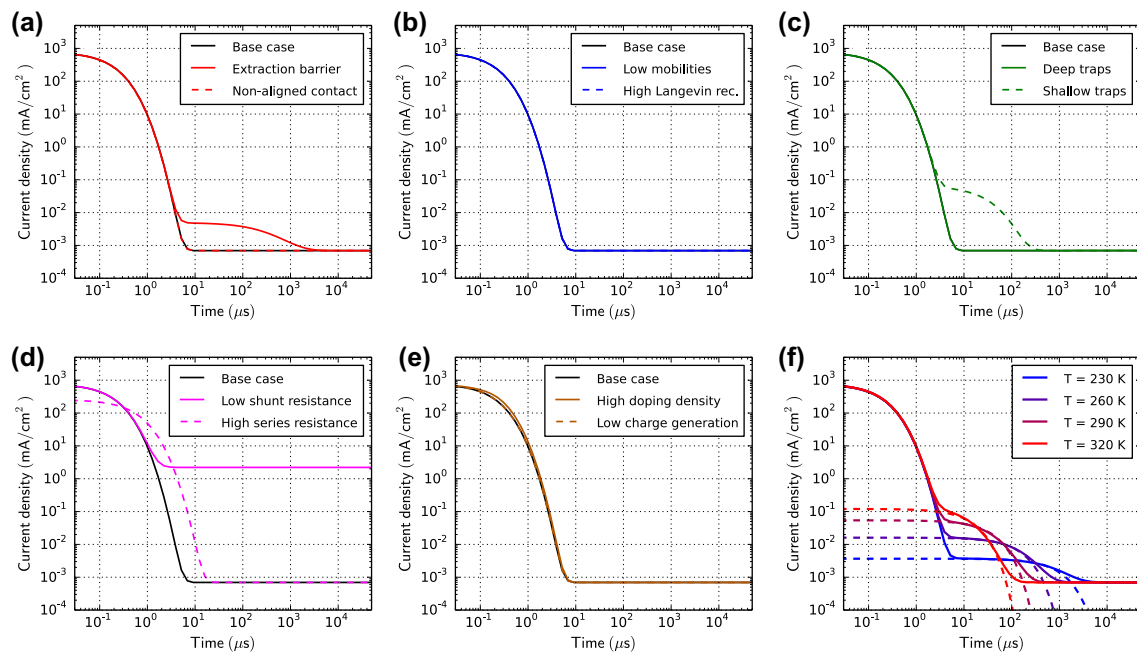 (a)
Current density (mA/cm²)
10³
10²
10¹
10⁰
10⁻¹
10⁻²
10⁻³
10⁻⁴
Base case
Extraction barrier
Non-aligned contact
10⁻¹ 10⁰ 10¹ 10² 10³ 10⁴
Time (μs)
(b)
Current density (mA/cm²)
10³
10²
10¹
10⁰
10⁻¹
10⁻²
10⁻³
10⁻⁴
Base case
Low mobilities
High Langevin rec.
10⁻¹ 10⁰ 10¹ 10² 10³ 10⁴
Time (μs)
(c)
Current density (mA/cm²)
10³
10²
10¹
10⁰
10⁻¹
10⁻²
10⁻³
10⁻⁴
Base case
Deep traps
Shallow traps
10⁻¹ 10⁰ 10¹ 10² 10³ 10⁴
Time (μs)
(d)
Current density (mA/cm²)
10³
10²
10¹
10⁰
10⁻¹
10⁻²
10⁻³
10⁻⁴
Base case
Low shunt resistance
High series resistance
10⁻¹ 10⁰ 10¹ 10² 10³ 10⁴
Time (μs)
(e)
Current density (mA/cm²)
10³
10²
10¹
10⁰
10⁻¹
10⁻²
10⁻³
10⁻⁴
Base case
High doping density
Low charge generation
10⁻¹ 10⁰ 10¹ 10² 10³ 10⁴
Time (μs)
(f)
Current density (mA/cm²)
10³
10²
10¹
10⁰
10⁻¹
10⁻²
10⁻³
10⁻⁴
T = 230 K
T = 260 K
T = 290 K
T = 320 K
10⁻¹ 10⁰ 10¹ 10² 10³ 10⁴
Time (μs)